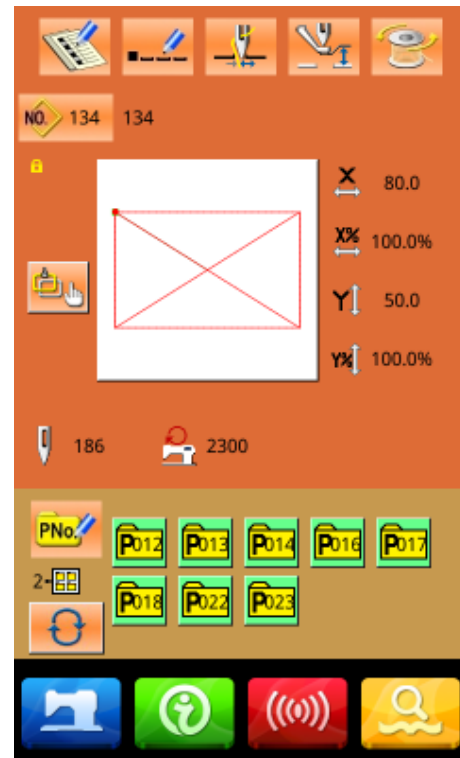 NO. 134 134
X 80.0
X% 100.0%
Y 50.0
Y% 100.0%
186 2300
PNo.
P012 P013 P014 P016 P017
2-
P018 P022 P023